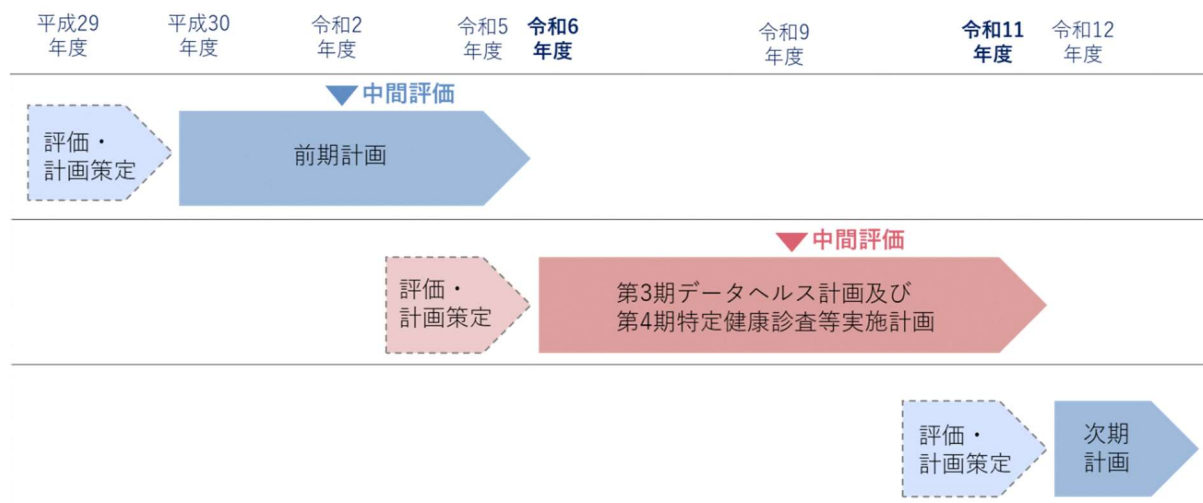 平成29
年度
平成30
年度
令和2
年度
令和5
年度
令和6
年度
令和9
年度
令和11
年度
令和12
年度
▼中間評価
評価・
計画策定
前期計画
▼中間評価
評価・
計画策定
第3期データヘルス計画及び
第4期特定健康診査等実施計画
評価・
計画策定
次期
計画